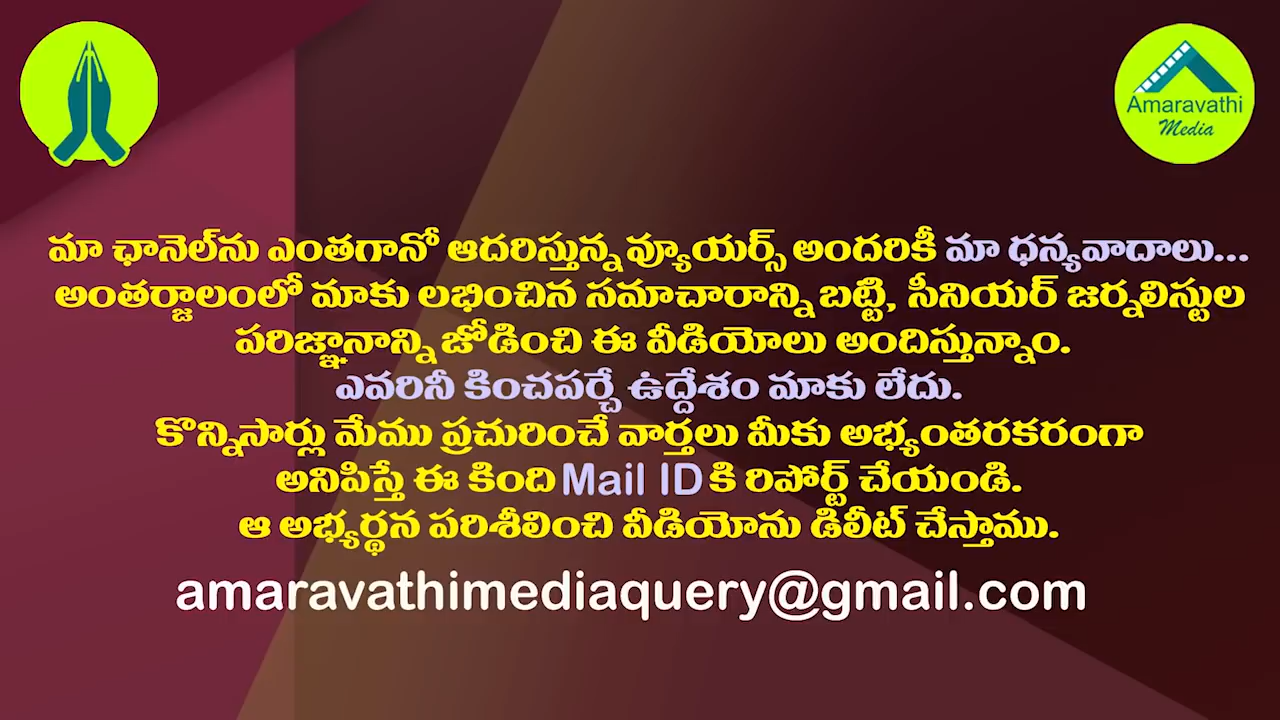 Amaravathi
Media
మా ఛానెల్‌ను ఎంతగానో ఆదరిస్తున్న వ్యూయర్స్ అందరికీ మా ధన్యవాదాలు...
అంతర్జాలంలో మాకు లభించిన సమాచారాన్ని బట్టి, సీనియర్ జర్నలిస్టుల
పరిజ్ఞానాన్ని జోడించి ఈ వీడియోలు అందిస్తున్నాం.
ఎవరినీ కించపర్చే ఉద్దేశం మాకు లేదు.
కొన్నిసార్లు మేము ప్రచురించే వార్తలు మీకు అభ్యంతరకరంగా
అనిపిస్తే ఈ కింది Mail ID కి రిపోర్ట్ చేయండి.
ఆ అభ్యర్థన పరిశీలించి వీడియోను డిలీట్ చేస్తాము.
amaravathimediaquery@gmail.com